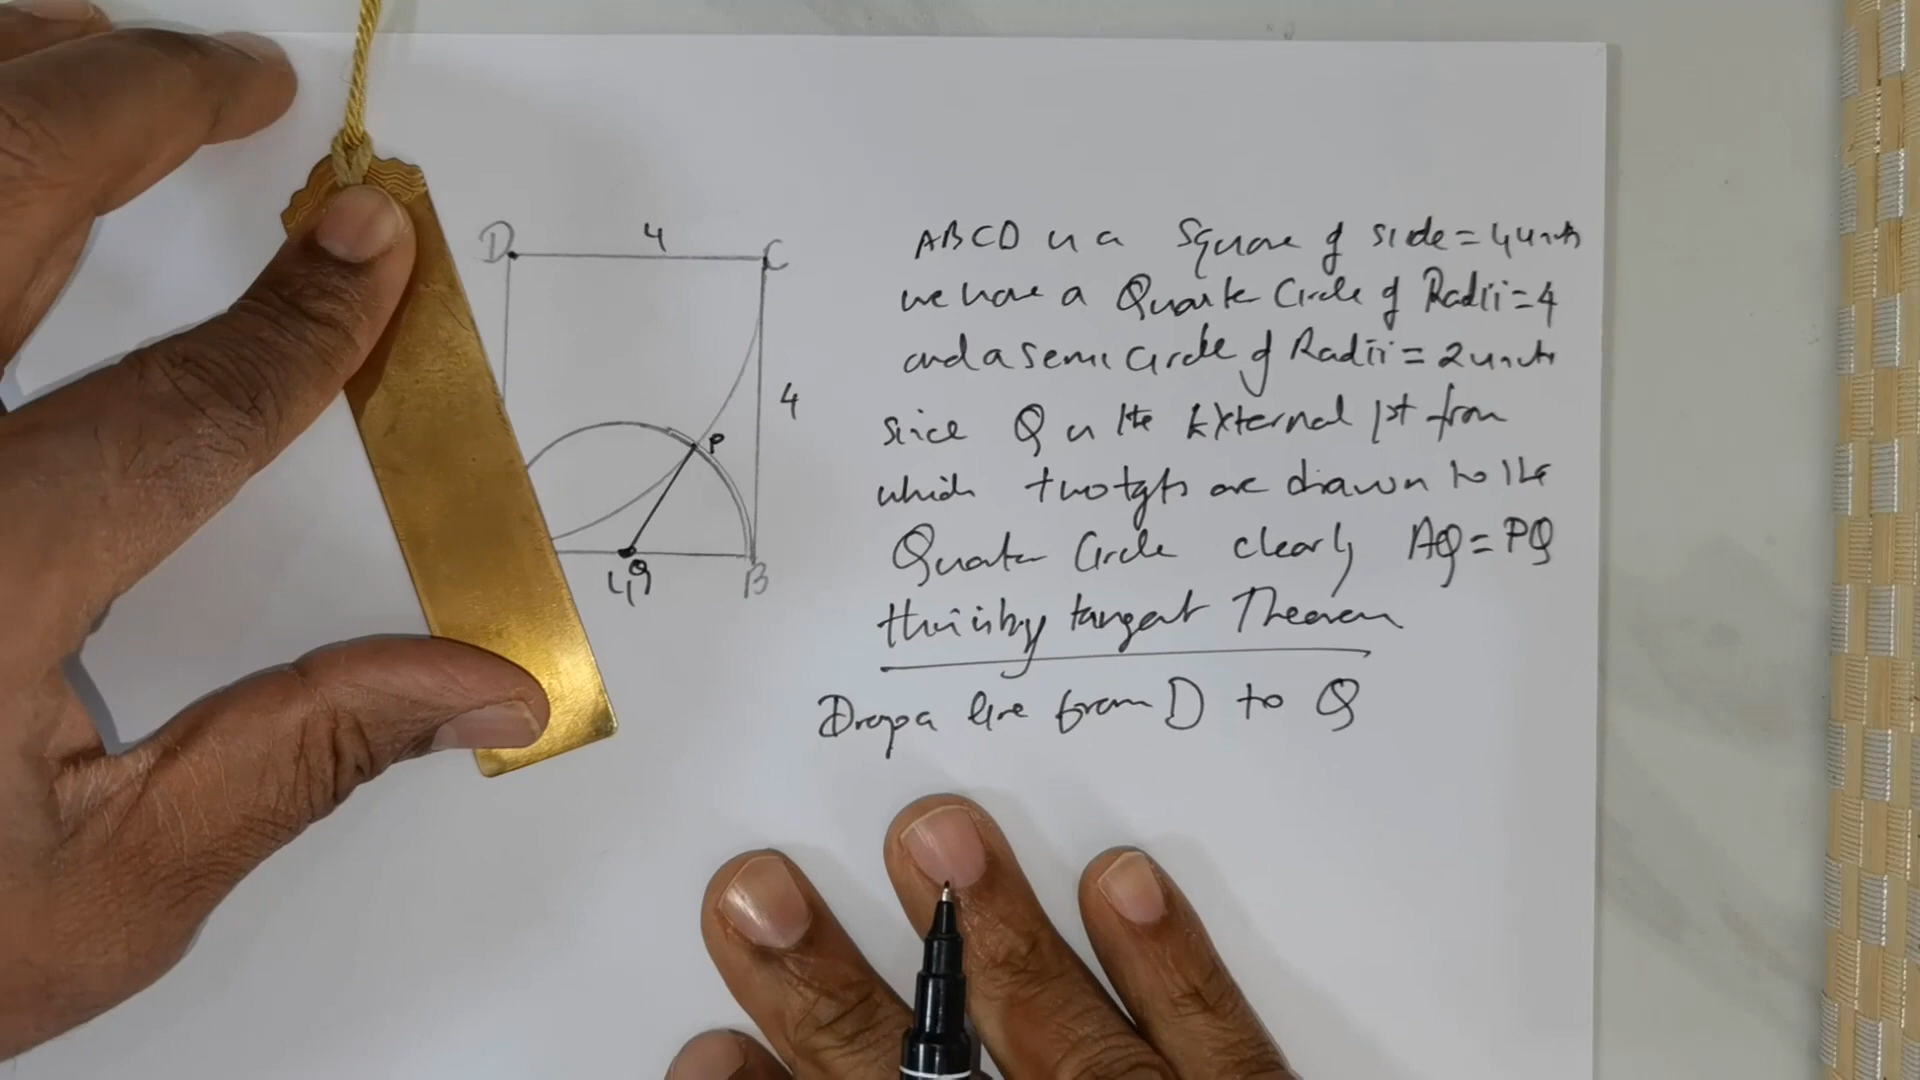 D
4
C
4
P
4
Q
B
ABCD is a Square of side = 4 units
we have a Quarter Circle of Radii = 4
and a semi circle of Radii = 2 units
since Q is the External pt from
which two tgts are drawn to the
Quarter Circle clearly AQ = PQ
this is by tangent Theorem
Drop a line from D to Q